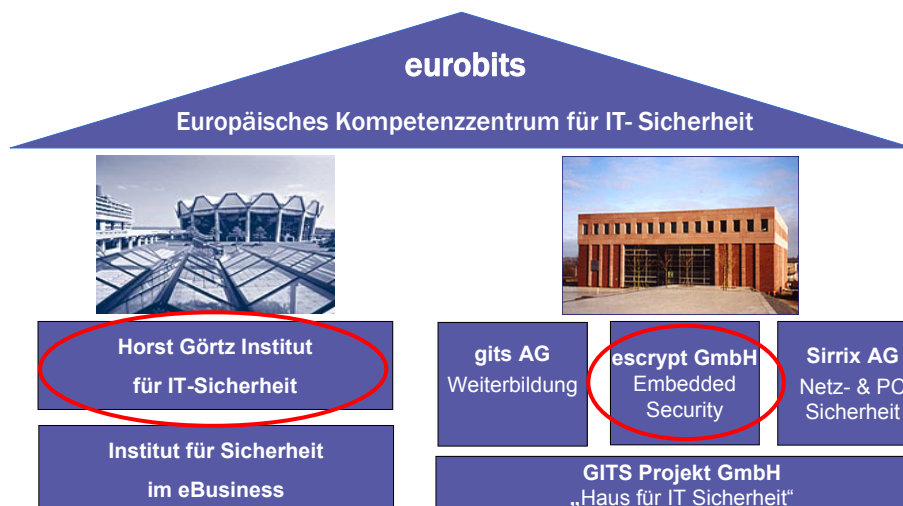 eurobits
Europäisches Kompetenzzentrum für IT- Sicherheit
Horst Görtz Institut
für IT-Sicherheit
Institut für Sicherheit
im eBusiness
gits AG
Weiterbildung
escrypt GmbH
Embedded
Security
Sirrix AG
Netz- & PC
Sicherheit
GITS Projekt GmbH
„Haus für IT Sicherheit“